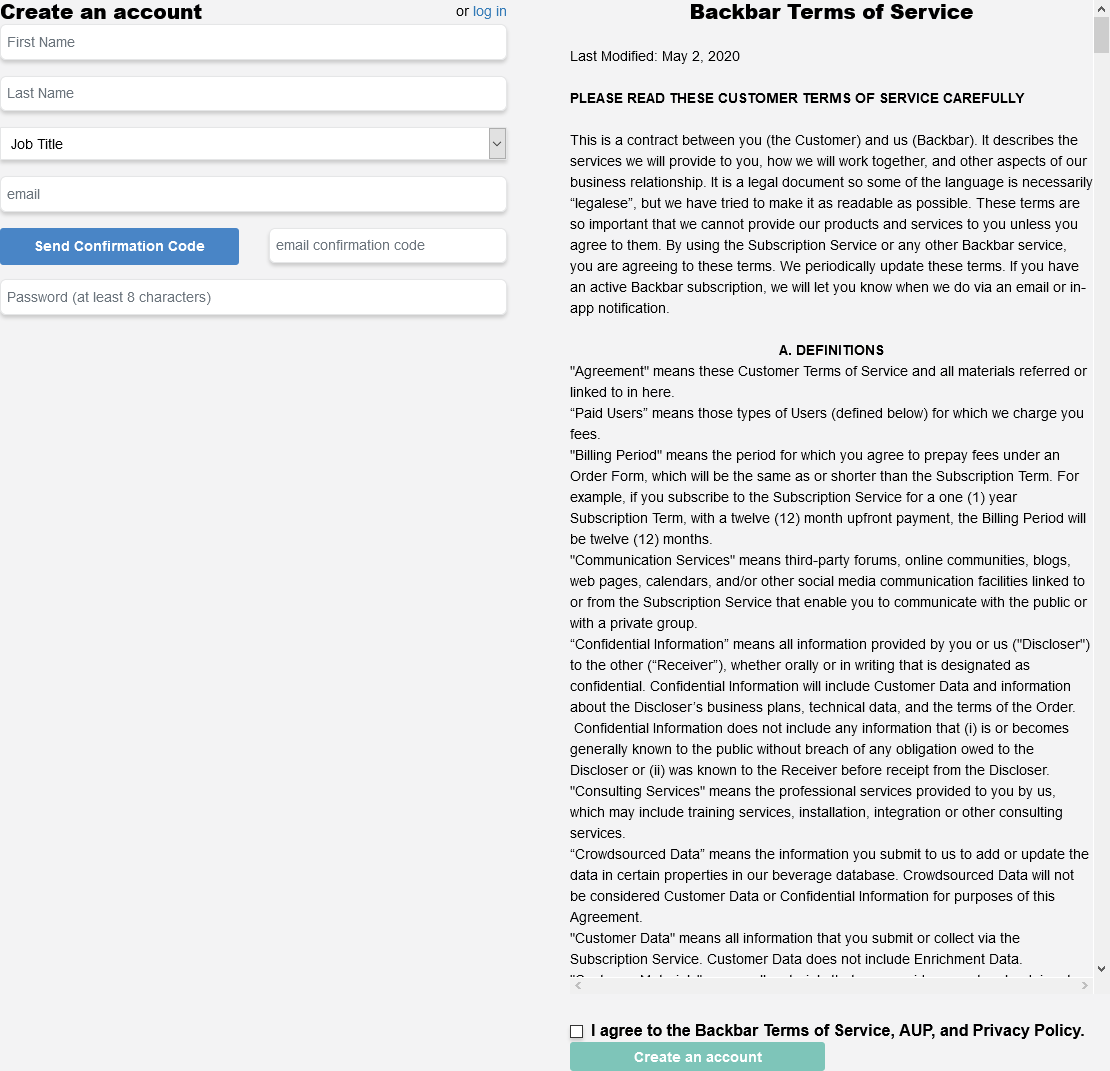 Create an account
or log in
First Name
Last Name
Job Title
email
Send Confirmation Code
email confirmation code
Password (at least 8 characters)
Backbar Terms of Service
Last Modified: May 2, 2020
PLEASE READ THESE CUSTOMER TERMS OF SERVICE CAREFULLY
This is a contract between you (the Customer) and us (Backbar). It describes the
services we will provide to you, how we will work together, and other aspects of our
business relationship. It is a legal document so some of the language is necessarily
“legalese”, but we have tried to make it as readable as possible. These terms are
so important that we cannot provide our products and services to you unless you
agree to them. By using the Subscription Service or any other Backbar service,
you are agreeing to these terms. We periodically update these terms. If you have
an active Backbar subscription, we will let you know when we do via an email or in-
app notification.
A. DEFINITIONS
"Agreement" means these Customer Terms of Service and all materials referred or
linked to in here.
“Paid Users” means those types of Users (defined below) for which we charge you
fees.
"Billing Period" means the period for which you agree to prepay fees under an
Order Form, which will be the same as or shorter than the Subscription Term. For
example, if you subscribe to the Subscription Service for a one (1) year
Subscription Term, with a twelve (12) month upfront payment, the Billing Period will
be twelve (12) months.
"Communication Services" means third-party forums, online communities, blogs,
web pages, calendars, and/or other social media communication facilities linked to
or from the Subscription Service that enable you to communicate with the public or
with a private group.
“Confidential Information” means all information provided by you or us ("Discloser")
to the other (“Receiver”), whether orally or in writing that is designated as
confidential. Confidential Information will include Customer Data and information
about the Discloser’s business plans, technical data, and the terms of the Order.
Confidential Information does not include any information that (i) is or becomes
generally known to the public without breach of any obligation owed to the
Discloser or (ii) was known to the Receiver before receipt from the Discloser.
"Consulting Services" means the professional services provided to you by us,
which may include training services, installation, integration or other consulting
services.
“Crowdsourced Data” means the information you submit to us to add or update the
data in certain properties in our beverage database. Crowdsourced Data will not
be considered Customer Data or Confidential Information for purposes of this
Agreement.
"Customer Data" means all information that you submit or collect via the
Subscription Service. Customer Data does not include Enrichment Data.
I agree to the Backbar Terms of Service, AUP, and Privacy Policy.
Create an account